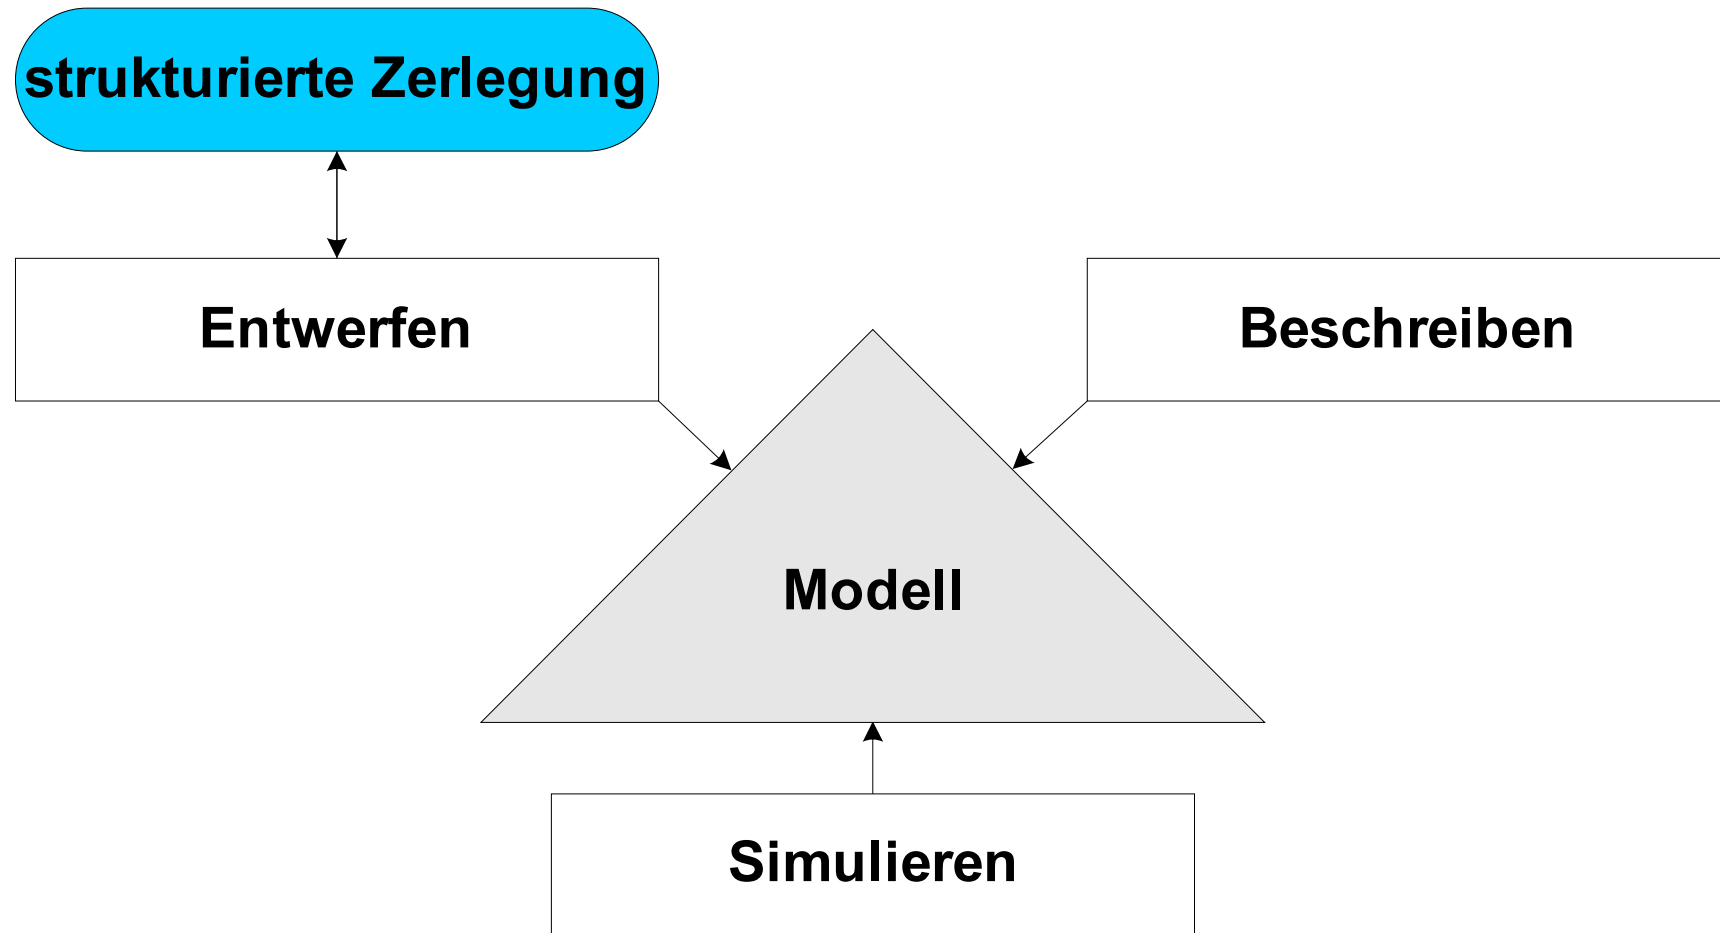 strukturierte Zerlegung
Entwerfen
Beschreiben
Modell
Simulieren